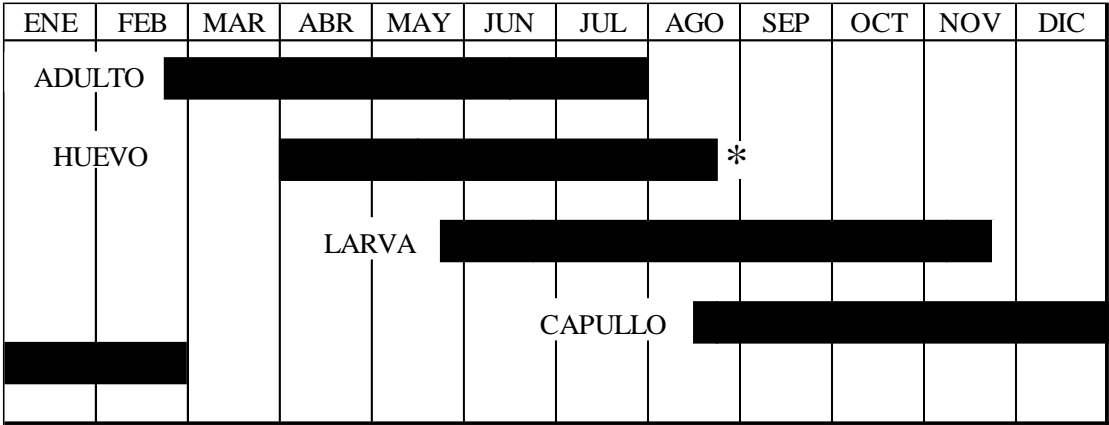 ENE FEB MAR ABR MAY JUN JUL AGO SEP OCT NOV DIC
ADULTO
HUEVO *
LARVA
CAPULLO